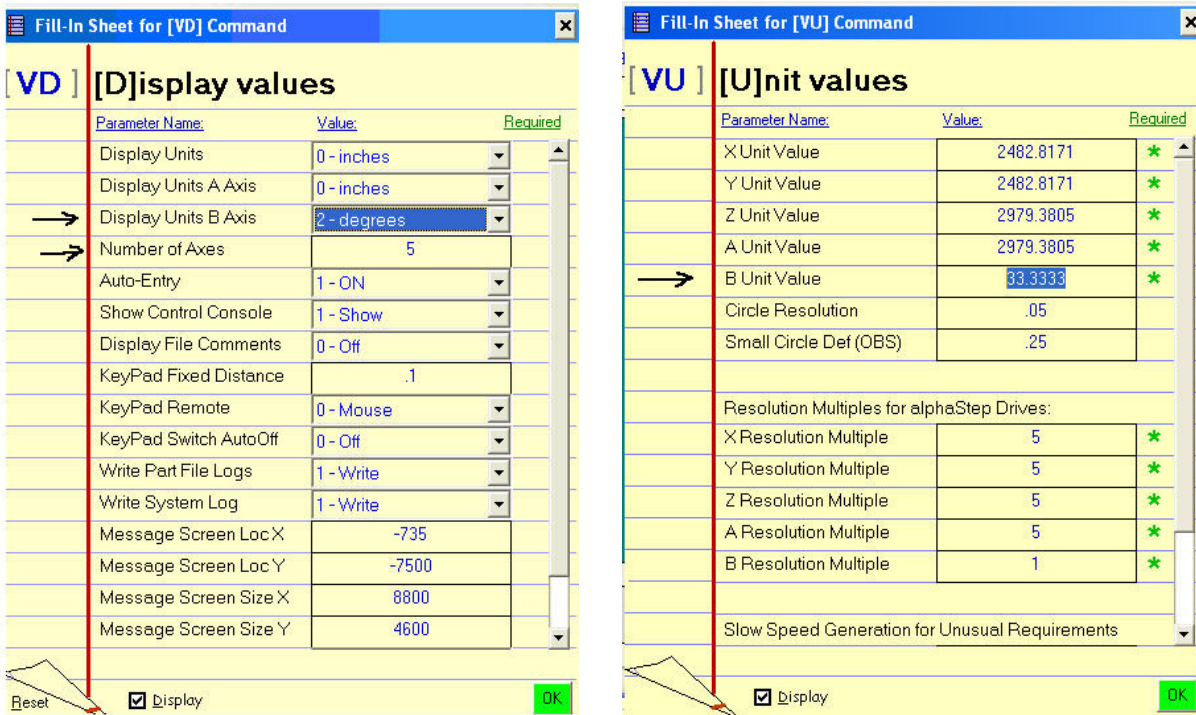 Fill-In Sheet for [VD] Command
[ VD ] [D]isplay values
Parameter Name: Value: Required
Display Units 0 - inches
Display Units A Axis 0 - inches
Display Units B Axis 2 - degrees
Number of Axes 5
Auto-Entry 1 - ON
Show Control Console 1 - Show
Display File Comments 0 - Off
KeyPad Fixed Distance .1
KeyPad Remote 0 - Mouse
KeyPad Switch AutoOff 0 - Off
Write Part File Logs 1 - Write
Write System Log 1 - Write
Message Screen Loc X -735
Message Screen Loc Y -7500
Message Screen Size X 8800
Message Screen Size Y 4600
Reset Display OK
Fill-In Sheet for [VU] Command
[ VU ] [U]nit values
Parameter Name: Value: Required
X Unit Value 2482.8171 *
Y Unit Value 2482.8171 *
Z Unit Value 2979.3805 *
A Unit Value 2979.3805 *
B Unit Value 33.3333 *
Circle Resolution .05
Small Circle Def (OBS) .25
Resolution Multiples for alphaStep Drives:
X Resolution Multiple 5 *
Y Resolution Multiple 5 *
Z Resolution Multiple 5 *
A Resolution Multiple 5 *
B Resolution Multiple 1 *
Slow Speed Generation for Unusual Requirements
Display OK